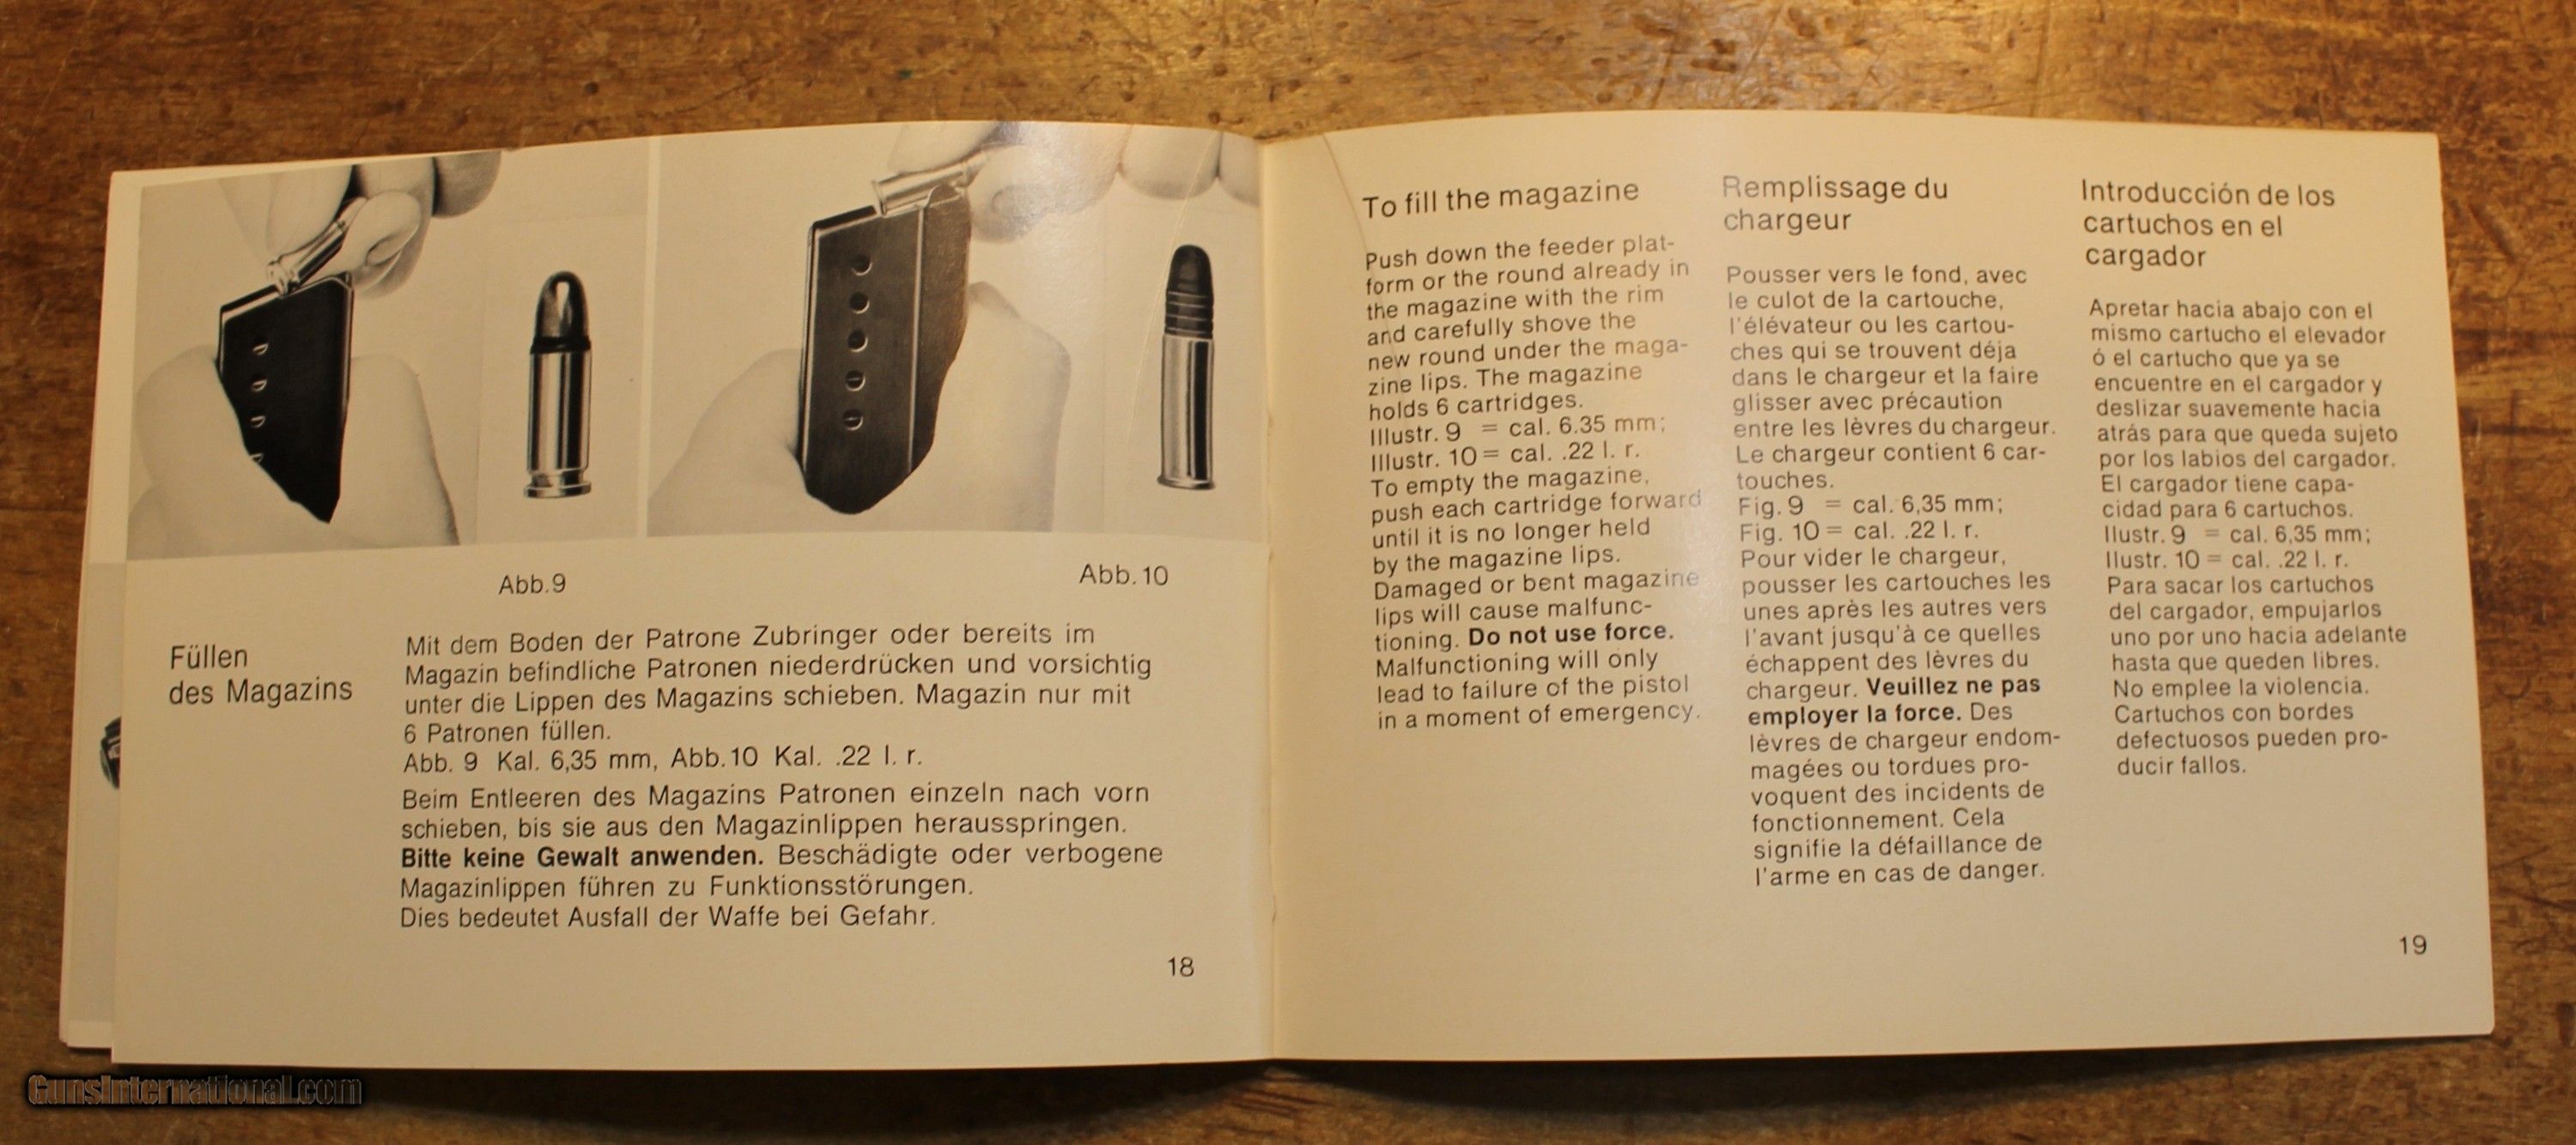 Abb.9
Abb.10
Füllen
des Magazins
Mit dem Boden der Patrone Zubringer oder bereits im
Magazin befindliche Patronen niederdrücken und vorsichtig
unter die Lippen des Magazins schieben. Magazin nur mit
6 Patronen füllen.
Abb. 9 Kal. 6,35 mm, Abb.10 Kal. .22 l. r.
Beim Entleeren des Magazins Patronen einzeln nach vorn
schieben, bis sie aus den Magazinlippen herausspringen.
Bitte keine Gewalt anwenden. Beschädigte oder verbogene
Magazinlippen führen zu Funktionsstörungen.
Dies bedeutet Ausfall der Waffe bei Gefahr.
18
To fill the magazine
Push down the feeder plat-
form or the round already in
the magazine with the rim
and carefully shove the
new round under the maga-
zine lips. The magazine
holds 6 cartridges.
Illustr. 9 = cal. 6.35 mm;
Illustr. 10 = cal. .22 l. r.
To empty the magazine,
push each cartridge forward
until it is no longer held
by the magazine lips.
Damaged or bent magazine
lips will cause malfunc-
tioning. Do not use force.
Malfunctioning will only
lead to failure of the pistol
in a moment of emergency.
Remplissage du
chargeur
Pousser vers le fond, avec
le culot de la cartouche,
l'élévateur ou les cartou-
ches qui se trouvent déja
dans le chargeur et la faire
glisser avec précaution
entre les lèvres du chargeur.
Le chargeur contient 6 car-
touches.
Fig. 9 = cal. 6,35 mm;
Fig. 10 = cal. .22 l. r.
Pour vider le chargeur,
pousser les cartouches les
unes après les autres vers
l'avant jusqu'à ce quelles
échappent des lèvres du
chargeur. Veuillez ne pas
employer la force. Des
lèvres de chargeur endom-
magées ou tordues pro-
voquent des incidents de
fonctionnement. Cela
signifie la défaillance de
l'arme en cas de danger.
Introducción de los
cartuchos en el
cargador
Apretar hacia abajo con el
mismo cartucho el elevador
ó el cartucho que ya se
encuentre en el cargador y
deslizar suavemente hacia
atrás para que queda sujeto
por los labios del cargador.
El cargador tiene capa-
cidad para 6 cartuchos.
Ilustr. 9 = cal. 6,35 mm;
Ilustr. 10 = cal. .22 l. r.
Para sacar los cartuchos
del cargador, empujarlos
uno por uno hacia adelante
hasta que queden libres.
No emplee la violencia.
Cartuchos con bordes
defectuosos pueden pro-
ducir fallos.
19
GunsInternational.com